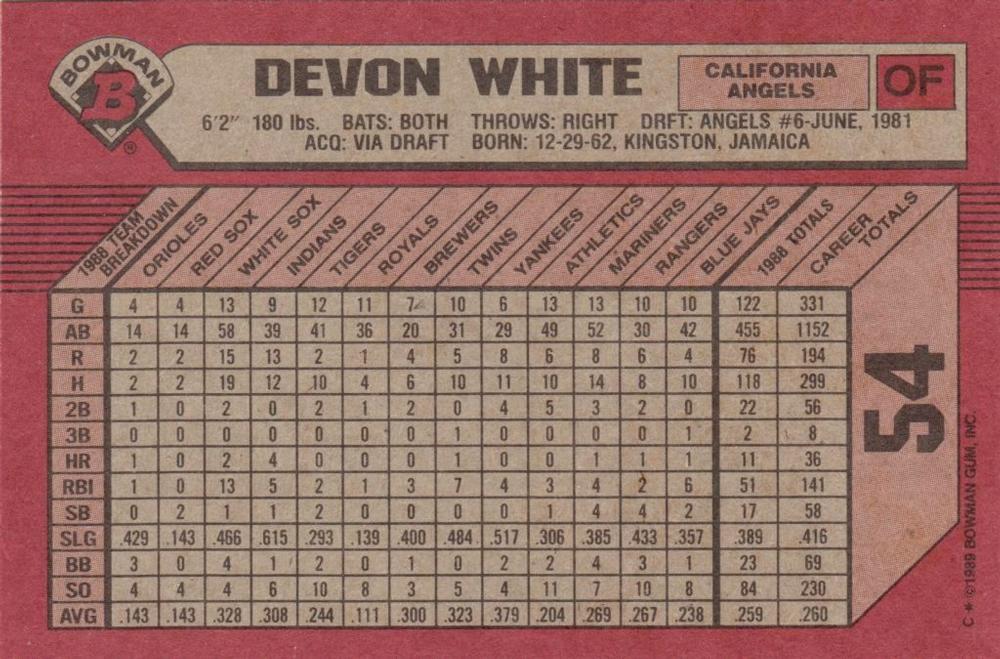 BOWMAN
B
®
DEVON WHITE
CALIFORNIA
ANGELS
OF
6'2" 180 lbs. BATS: BOTH THROWS: RIGHT DRFT: ANGELS #6-JUNE, 1981
ACQ: VIA DRAFT BORN: 12-29-62, KINGSTON, JAMAICA
1988 TEAM BREAKDOWN ORIOLES RED SOX WHITE SOX INDIANS TIGERS ROYALS BREWERS TWINS YANKEES ATHLETICS MARINERS RANGERS BLUE JAYS 1988 TOTALS CAREER TOTALS
G 4 4 13 9 12 11 7 10 6 13 13 10 10 122 331
AB 14 14 58 39 41 36 20 31 29 49 52 30 42 455 1152
R 2 2 15 13 2 1 4 5 8 6 8 6 4 76 194
H 2 2 19 12 10 4 6 10 11 10 14 8 10 118 299
2B 1 0 2 0 2 1 2 0 4 5 3 2 0 22 56
3B 0 0 0 0 0 0 0 1 0 0 0 0 1 2 8
HR 1 0 2 4 0 0 0 1 0 0 1 1 1 11 36
RBI 1 0 13 5 2 1 3 7 4 3 4 2 6 51 141
SB 0 2 1 1 2 0 0 0 0 1 4 4 2 17 58
SLG .429 .143 .466 .615 .293 .139 .400 .484 .517 .306 .385 .433 .357 .389 .416
BB 3 0 4 1 2 0 1 0 2 2 4 3 1 23 69
SO 4 4 4 6 10 8 3 5 4 11 7 10 8 84 230
AVG .143 .143 .328 .308 .244 .111 .300 .323 .379 .204 .269 .267 .238 .259 .260
54
C * ©1989 BOWMAN GUM, INC.